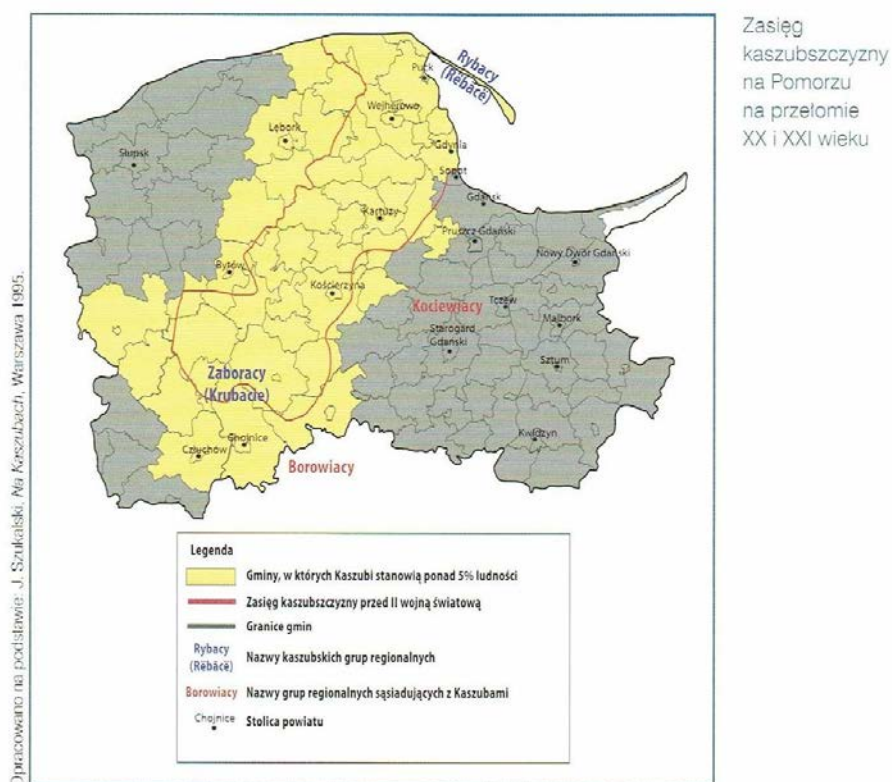 Zasięg
kaszubszczyzny
na Pomorzu
na przełomie
XX i XXI wieku
Rybacy
(Rëbácë)
Puck
Wejherowo
Lębork
Gdynia
Słupsk
Sopot
Gdańsk
Kartuzy
Pruszcz Gdański
Nowy Dwór Gdański
Bytów
Kościerzyna
Kociewiacy
Tczew
Malbork
Starogard
Gdański
Sztum
Zaboracy
(Krubacie)
Kwidzyn
Chojnice
Człuchów
Borowiacy
Legenda
Gminy, w których Kaszubi stanowią ponad 5% ludności
Zasięg kaszubszczyzny przed II wojną światową
Granice gmin
Rybacy
(Rëbácë)
Nazwy kaszubskich grup regionalnych
Borowiacy
Nazwy grup regionalnych sąsiadujących z Kaszubami
Chojnice
Stolica powiatu
Opracowano na podstawie: J. Szukalski, Na Kaszubach, Warszawa 1995.